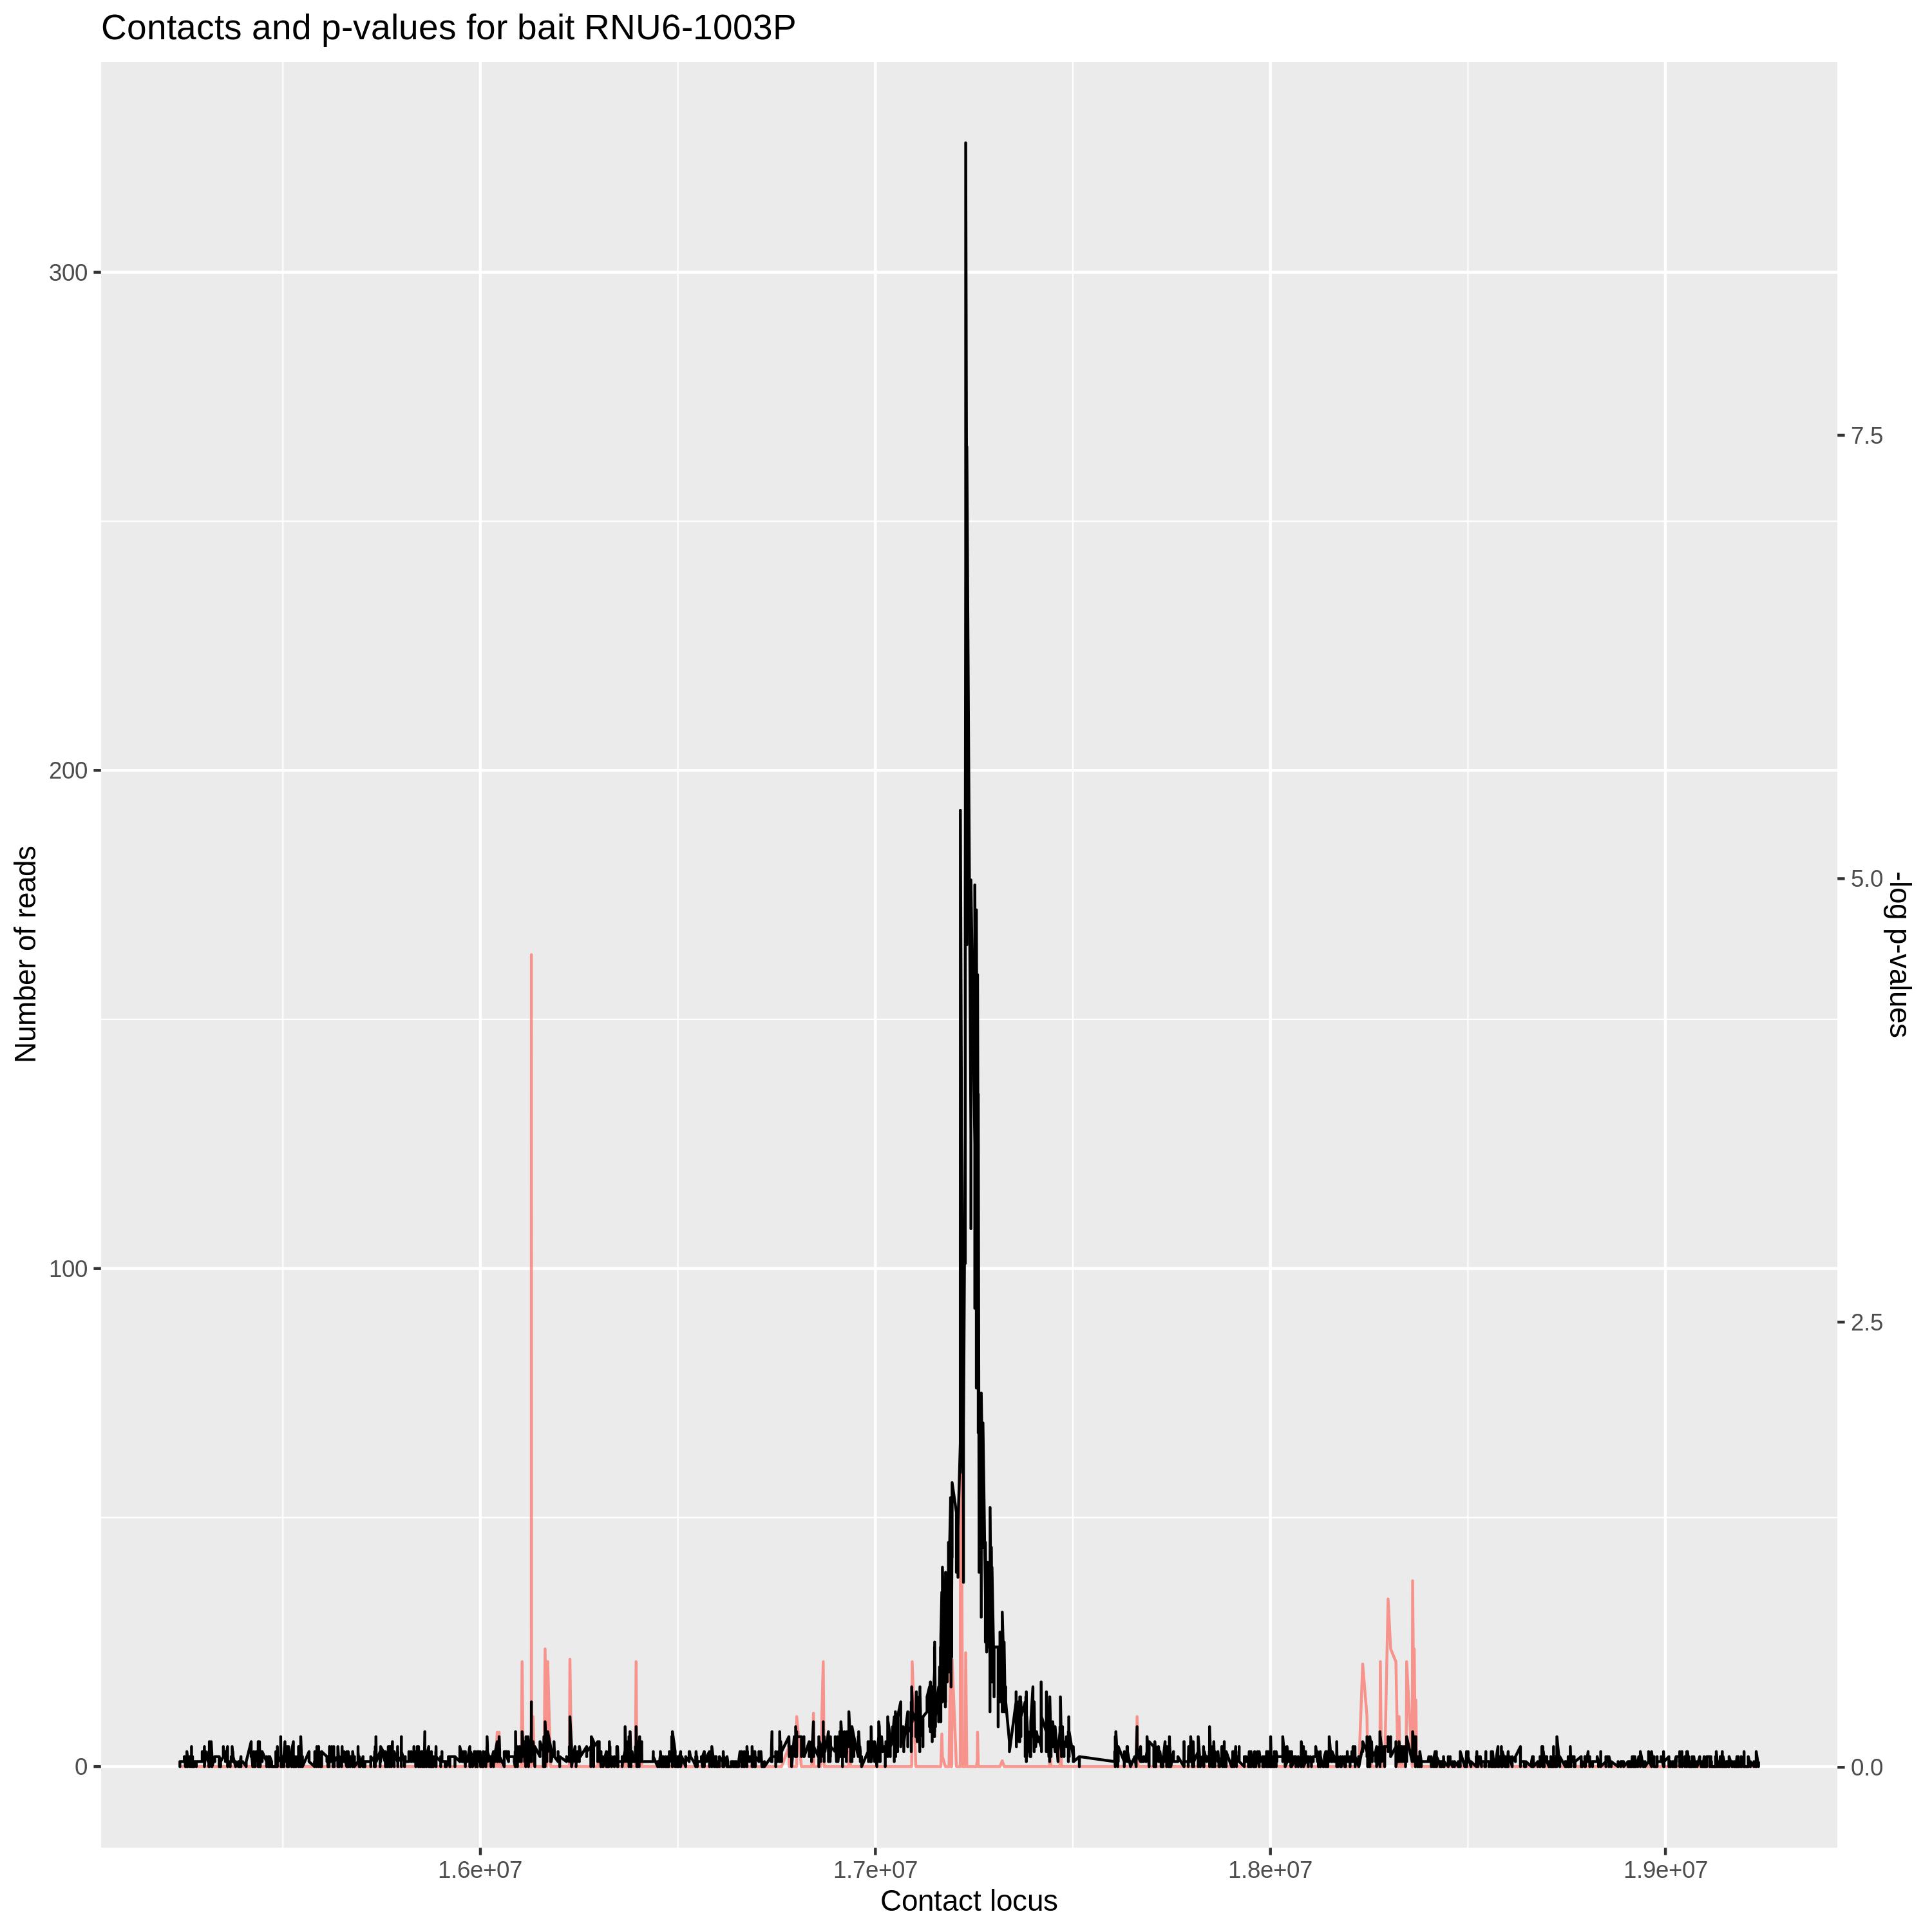 Contacts and p-values for bait RNU6-1003P
300
200
100
0
Number of reads
7.5
5.0
2.5
0.0
-log p-values
1.6e+07
1.7e+07
1.8e+07
1.9e+07
Contact locus